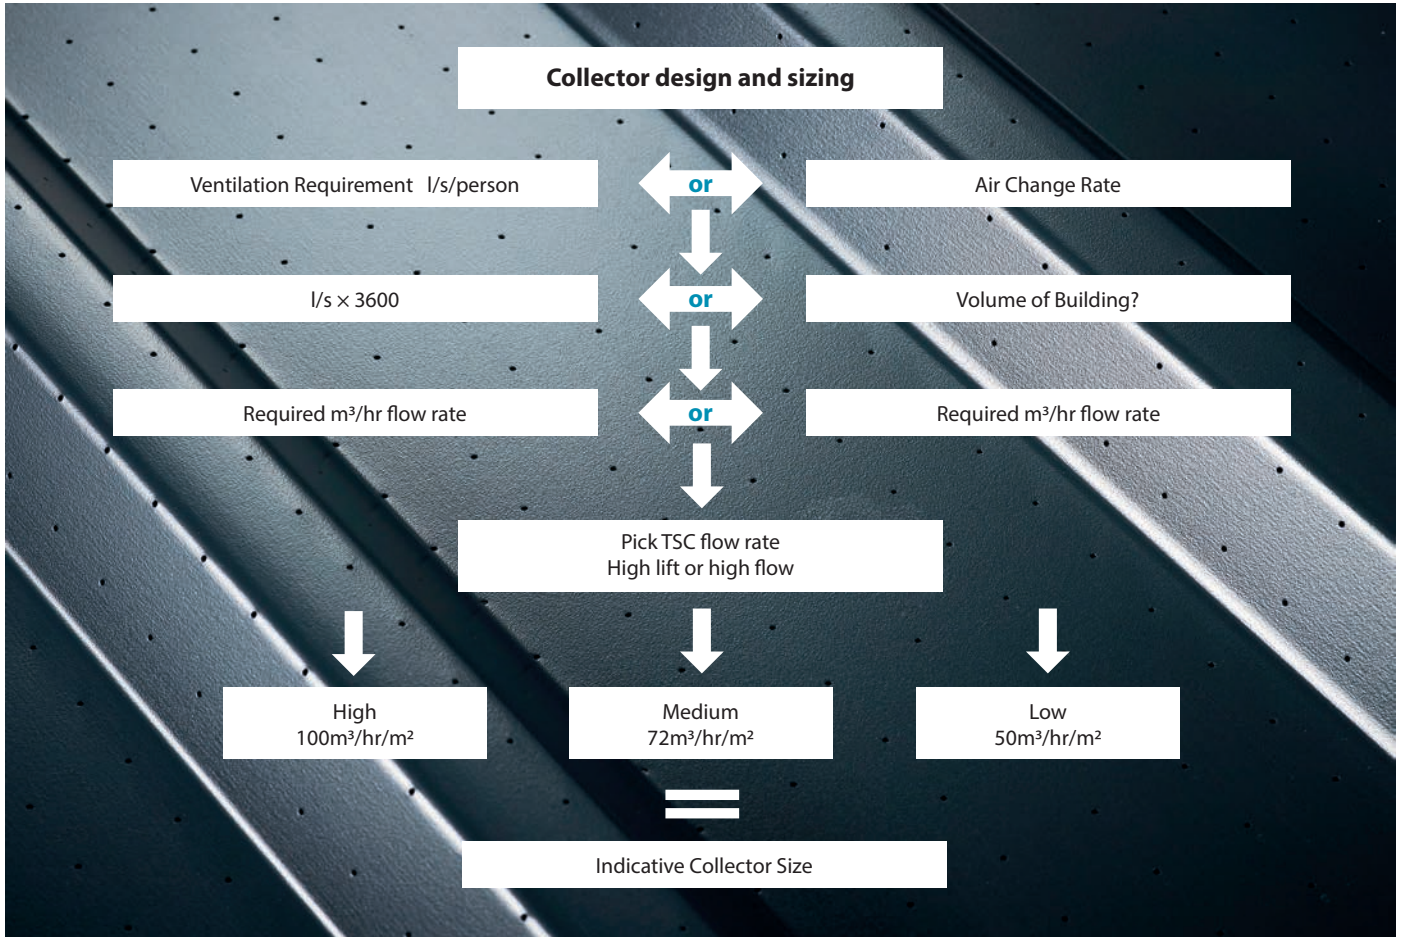 Collector design and sizing
Ventilation Requirement l/s/person
or
Air Change Rate
l/s × 3600
or
Volume of Building?
Required m³/hr flow rate
or
Required m³/hr flow rate
Pick TSC flow rate
High lift or high flow
High
100m³/hr/m²
Medium
72m³/hr/m²
Low
50m³/hr/m²
Indicative Collector Size